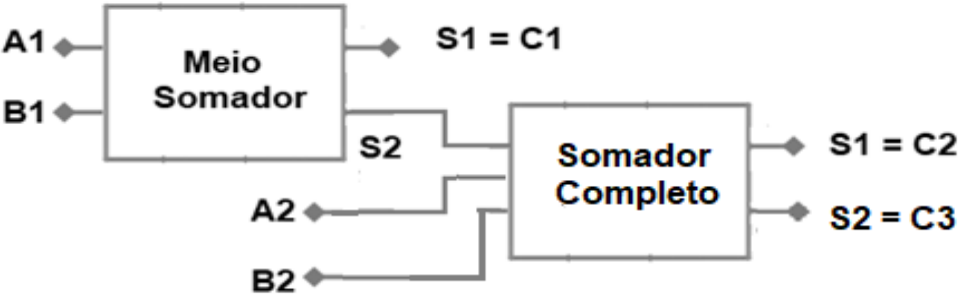 A1
S1 = C1
Meio
Somador
B1
S2
Somador
Completo
S1 = C2
A2
S2 = C3
B2